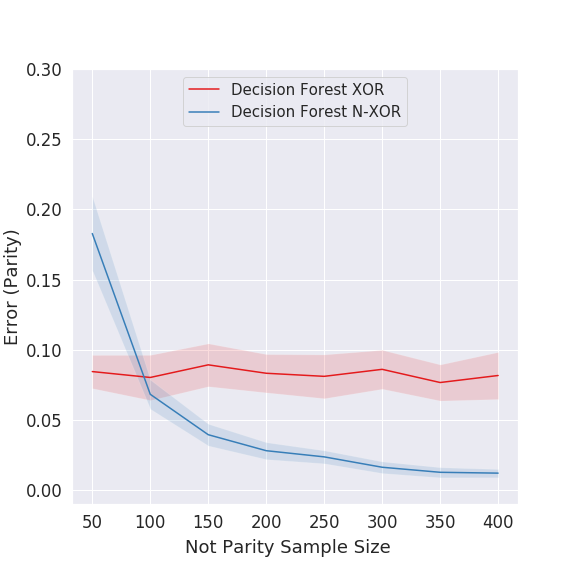 Decision Forest XOR
Decision Forest N-XOR
Error (Parity)
0.30
0.25
0.20
0.15
0.10
0.05
0.00
50 100 150 200 250 300 350 400
Not Parity Sample Size